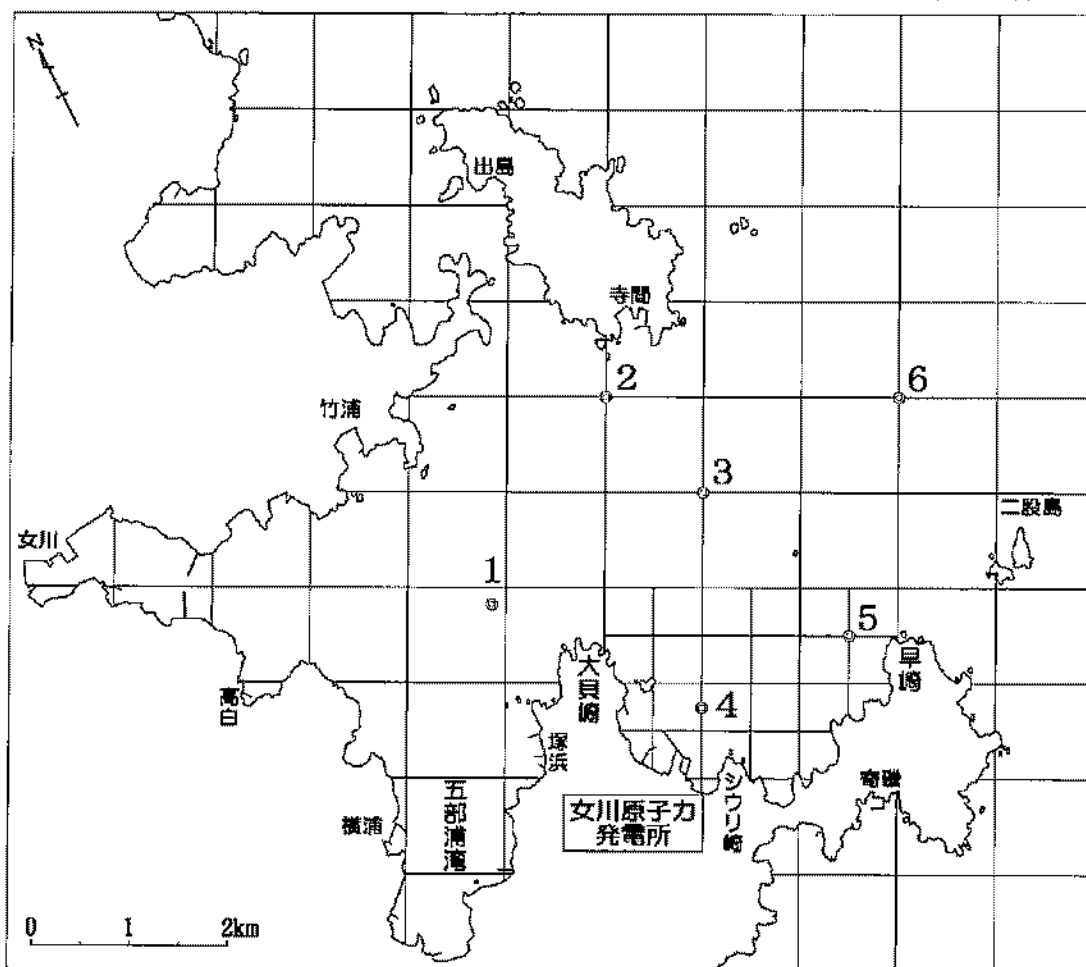 N
出島
寺間
2
6
竹浦
3
二股島
女川
1
5
大貝崎
早崎
高白
4
塚浜
寄磯
五部浦湾
横浦
女川原子力
発電所
シウリ崎
0 1 2km